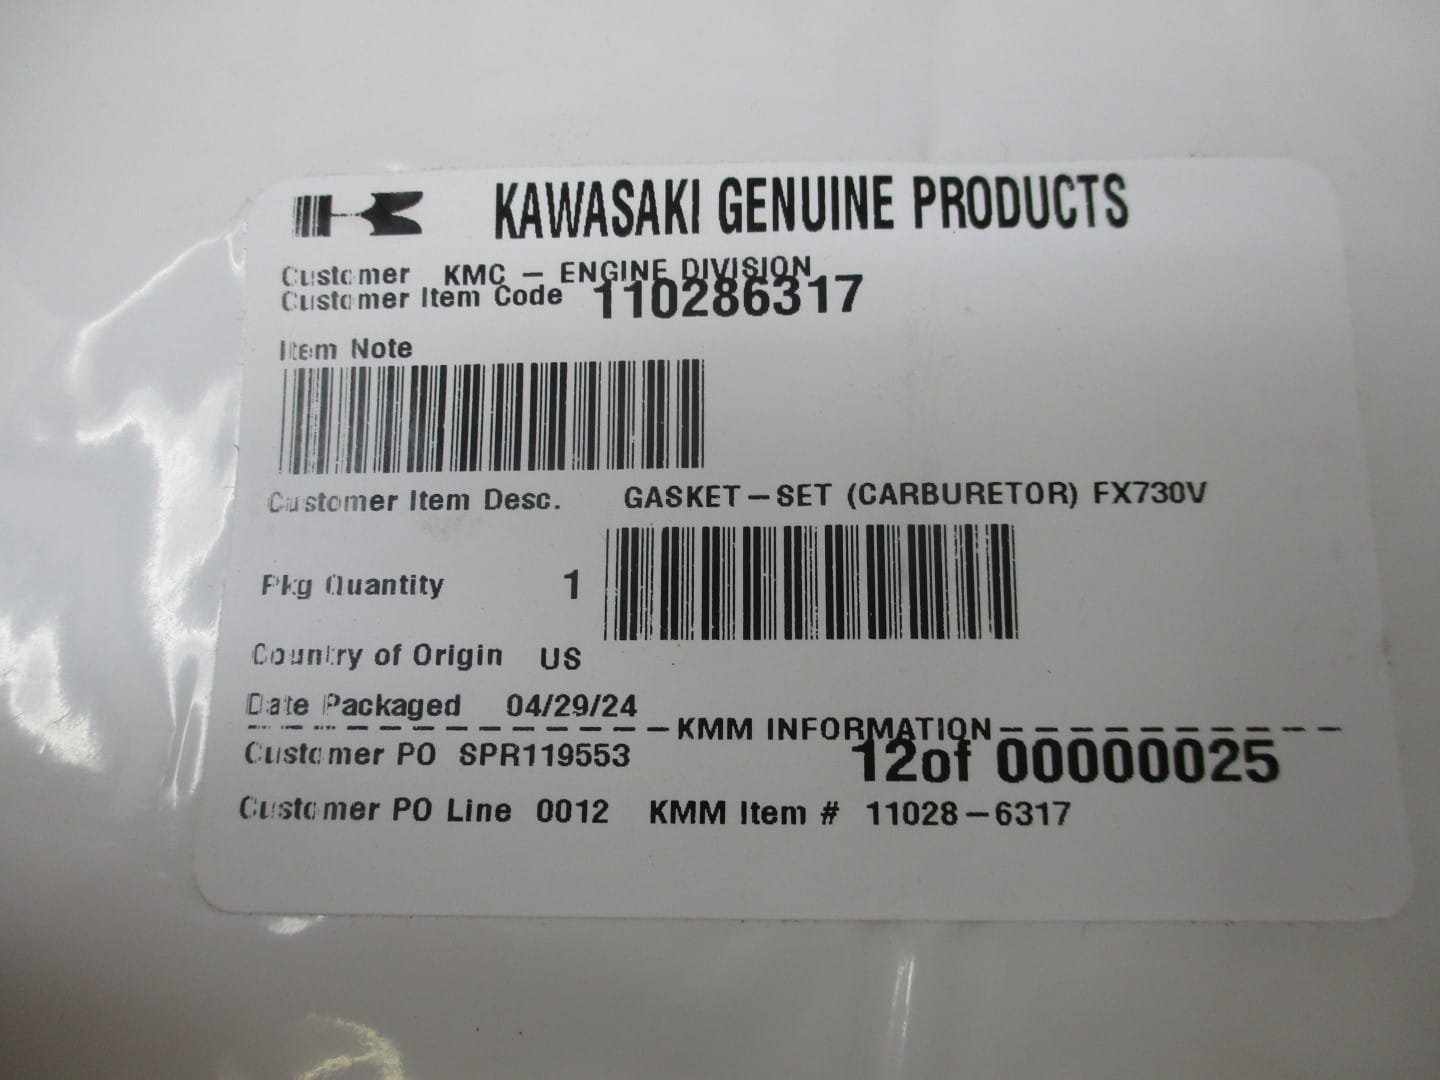 KAWASAKI GENUINE PRODUCTS
Customer KMC - ENGINE DIVISION
Customer Item Code 110286317
Item Note
Customer Item Desc. GASKET-SET (CARBURETOR) FX730V
Pkg Quantity 1
Country of Origin US
Date Packaged 04/29/24
KMM INFORMATION
Customer PO SPR119553 12of 00000025
Customer PO Line 0012 KMM Item # 11028-6317